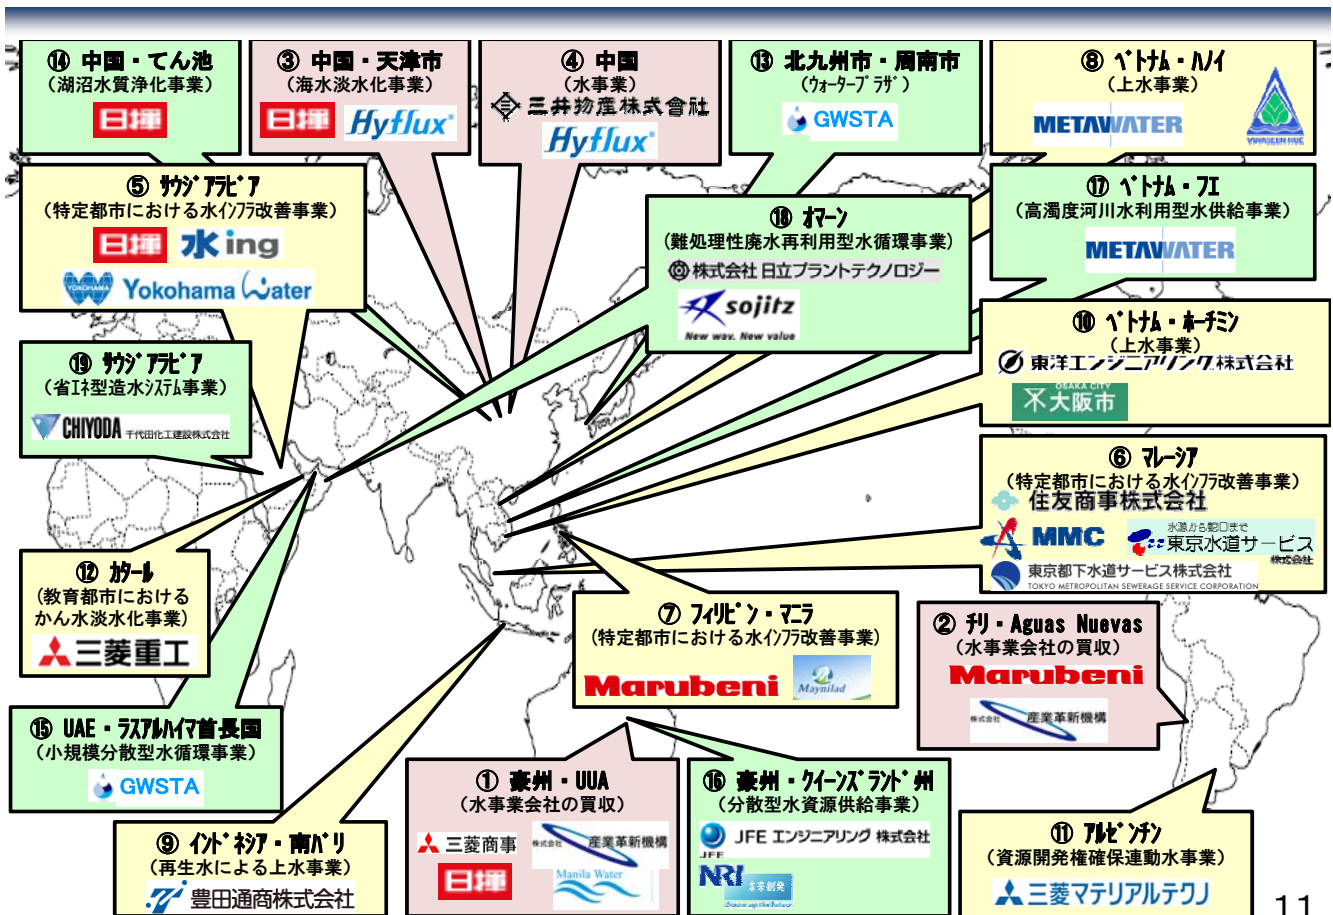 ⑭ 中国・てん池
(湖沼水質浄化事業)
日揮
③ 中国・天津市
(海水淡水化事業)
日揮 Hyflux
④ 中国
(水事業)
三井物産株式會社
Hyflux
⑬ 北九州市・周南市
(ｳｫｰﾀｰﾌﾟﾗｻﾞ)
GWSTA
⑧ ﾍﾞﾄﾅﾑ・ﾊﾉｲ
(上水事業)
METAWATER
⑤ ｻｳｼﾞｱﾗﾋﾞｱ
(特定都市における水ｲﾝﾌﾗ改善事業)
日揮 水ing
YOKOHAMA Yokohama Water
⑱ ｵﾏｰﾝ
(難処理性廃水再利用型水循環事業)
株式会社 日立プラントテクノロジー
sojitz
New way, New value
⑰ ﾍﾞﾄﾅﾑ・ﾌｴ
(高濁度河川水利用型水供給事業)
METAWATER
⑩ ﾍﾞﾄﾅﾑ・ﾎｰﾁﾐﾝ
(上水事業)
東洋エンジニアリング株式会社
OSAKA CITY
大阪市
⑲ ｻｳｼﾞｱﾗﾋﾞｱ
(省ｴﾈ型造水ｼｽﾃﾑ事業)
CHIYODA 千代田化工建設株式会社
⑥ ﾏﾚｰｼｱ
(特定都市における水ｲﾝﾌﾗ改善事業)
住友商事株式会社
MMC
水源から蛇口まで
東京水道サービス
株式会社
東京都下水道サービス株式会社
TOKYO METROPOLITAN SEWERAGE SERVICE CORPORATION
⑫ ｶﾀｰﾙ
(教育都市における
かん水淡水化事業)
三菱重工
⑦ ﾌｨﾘﾋﾟﾝ・ﾏﾆﾗ
(特定都市における水ｲﾝﾌﾗ改善事業)
Marubeni Maynilad
② ﾁﾘ・Aguas Nuevas
(水事業会社の買収)
Marubeni
株式会社 産業革新機構
⑮ UAE・ﾗｽｱﾙﾊｲﾏ首長国
(小規模分散型水循環事業)
GWSTA
① 豪州・UUA
(水事業会社の買収)
三菱商事 株式会社 産業革新機構
日揮 Manila Water
⑯ 豪州・ｸｲｰﾝｽﾞﾗﾝﾄﾞ州
(分散型水資源供給事業)
JFE エンジニアリング 株式会社
JFE
NRI 未来創発
Dream up the future.
⑨ ｲﾝﾄﾞﾈｼｱ・南ﾊﾞﾘ
(再生水による上水事業)
豊田通商株式会社
⑪ ｱﾙｾﾞﾝﾁﾝ
(資源開発権確保連動水事業)
三菱マテリアルテクノ
11